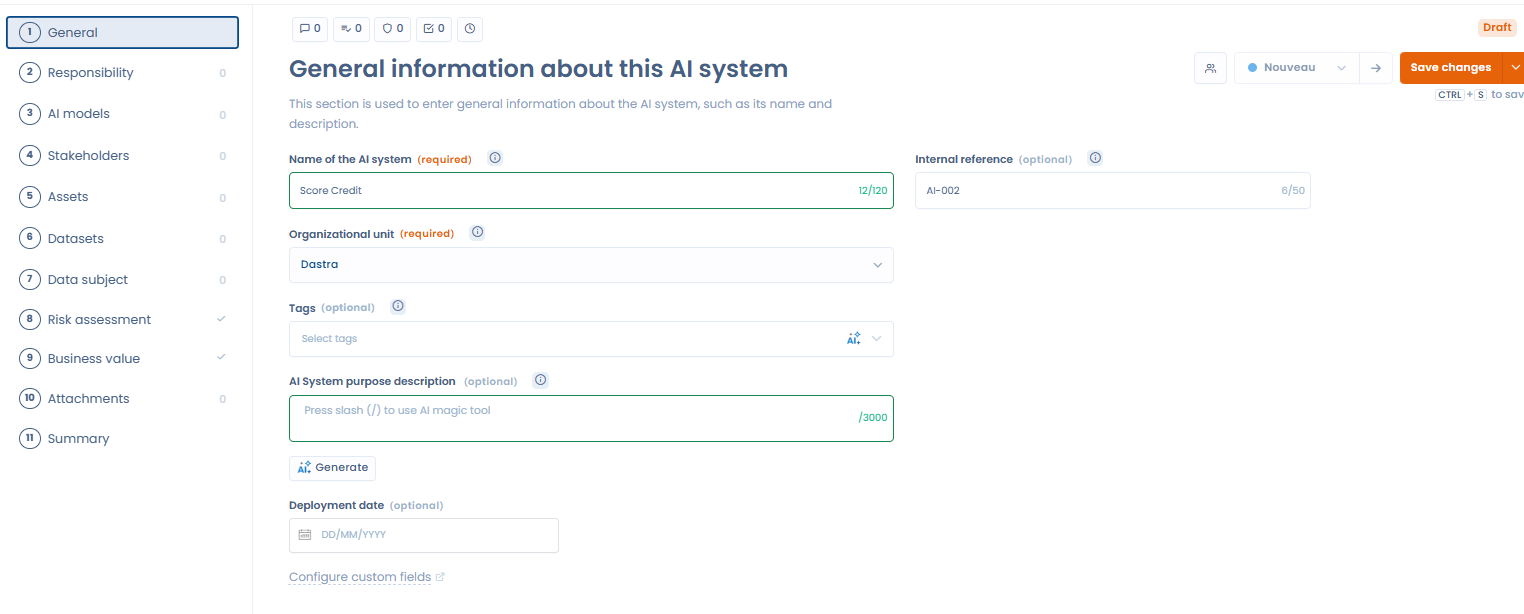 1 General
2 Responsibility 0
3 AI models 0
4 Stakeholders 0
5 Assets 0
6 Datasets 0
7 Data subject 0
8 Risk assessment
9 Business value
10 Attachments 0
11 Summary
0 0 0 0
Draft
General information about this AI system
Nouveau
Save changes
CTRL + S to sav
This section is used to enter general information about the AI system, such as its name and
description.
Name of the AI system (required)
Score Credit 12/120
Internal reference (optional)
AI-002 6/50
Organizational unit (required)
Dastra
Tags (optional)
Select tags AI
AI System purpose description (optional)
Press slash (/) to use AI magic tool /3000
AI Generate
Deployment date (optional)
DD/MM/YYYY
Configure custom fields